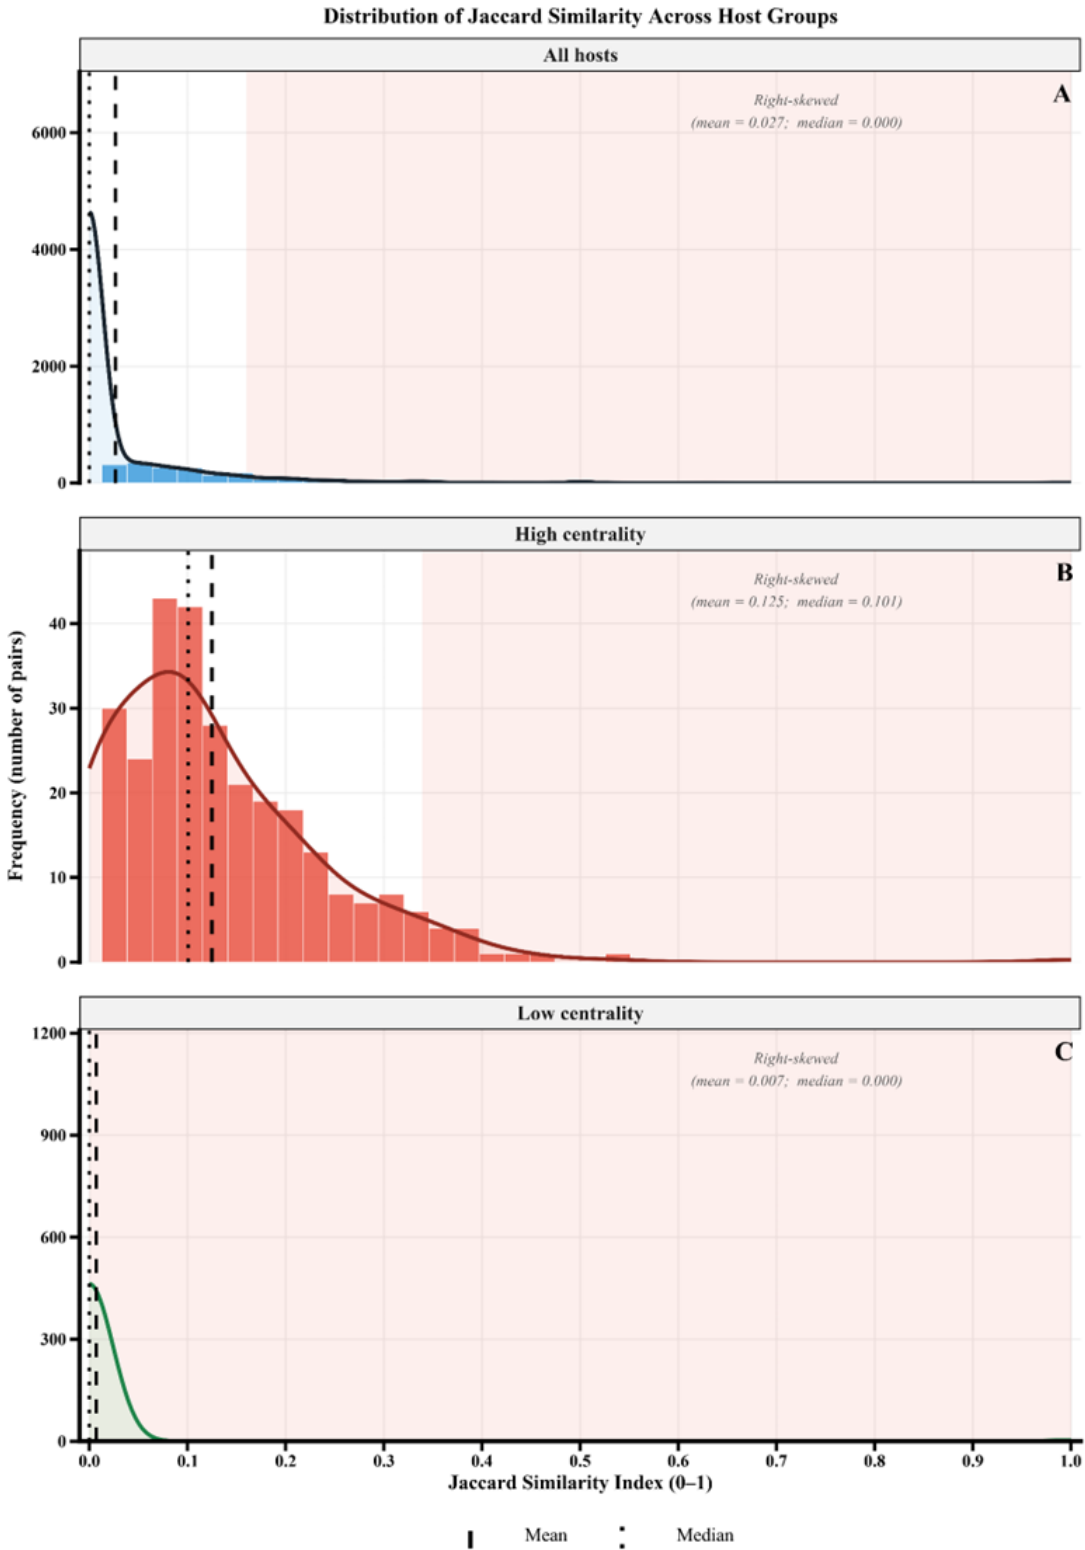 Distribution of Jaccard Similarity Across Host Groups
All hosts
A
Right-skewed
(mean = 0.027; median = 0.000)
6000
4000
2000
0
High centrality
B
Right-skewed
(mean = 0.125; median = 0.101)
40
30
20
10
0
Frequency (number of pairs)
Low centrality
C
Right-skewed
(mean = 0.007; median = 0.000)
1200
900
600
300
0
0.0 0.1 0.2 0.3 0.4 0.5 0.6 0.7 0.8 0.9 1.0
Jaccard Similarity Index (0–1)
Mean Median